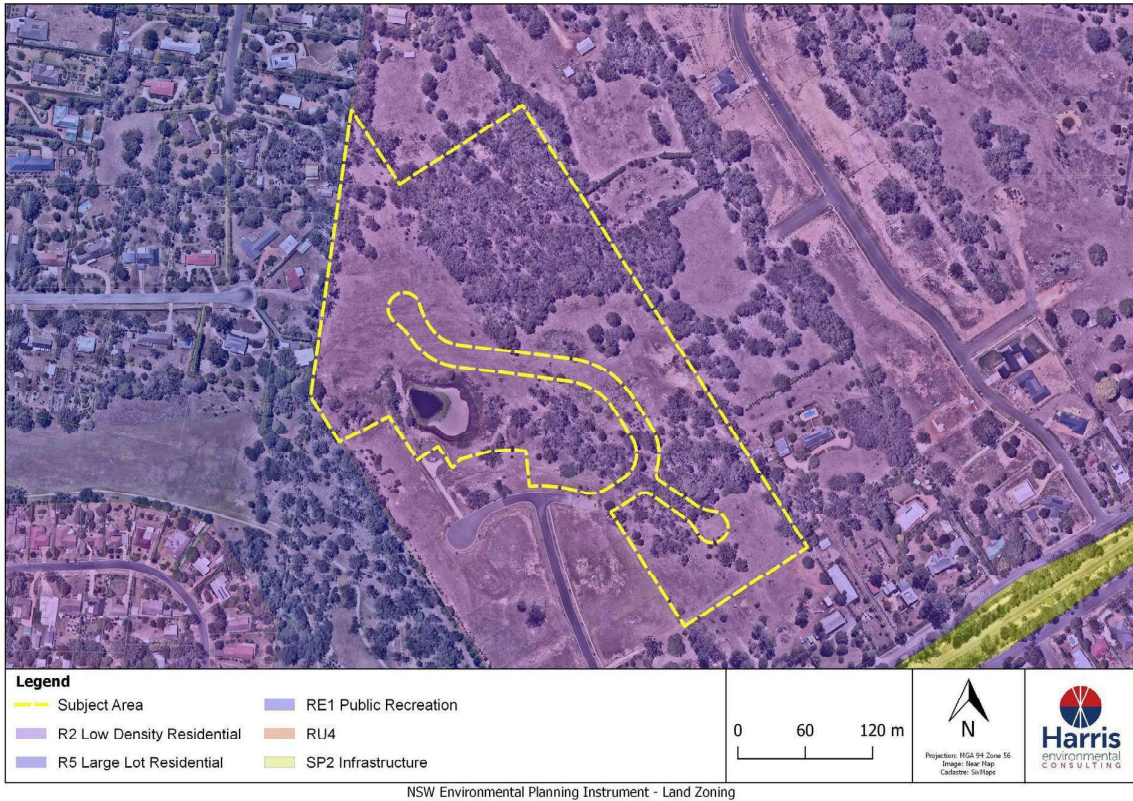 Legend
Subject Area
R2 Low Density Residential
R5 Large Lot Residential
RE1 Public Recreation
RU4
SP2 Infrastructure
0 60 120 m
N
Projection: MGA 94 Zone 56
Image: Near Map
Cadastre: SixMaps
Harris
environmental
CONSULTING
NSW Environmental Planning Instrument - Land Zoning